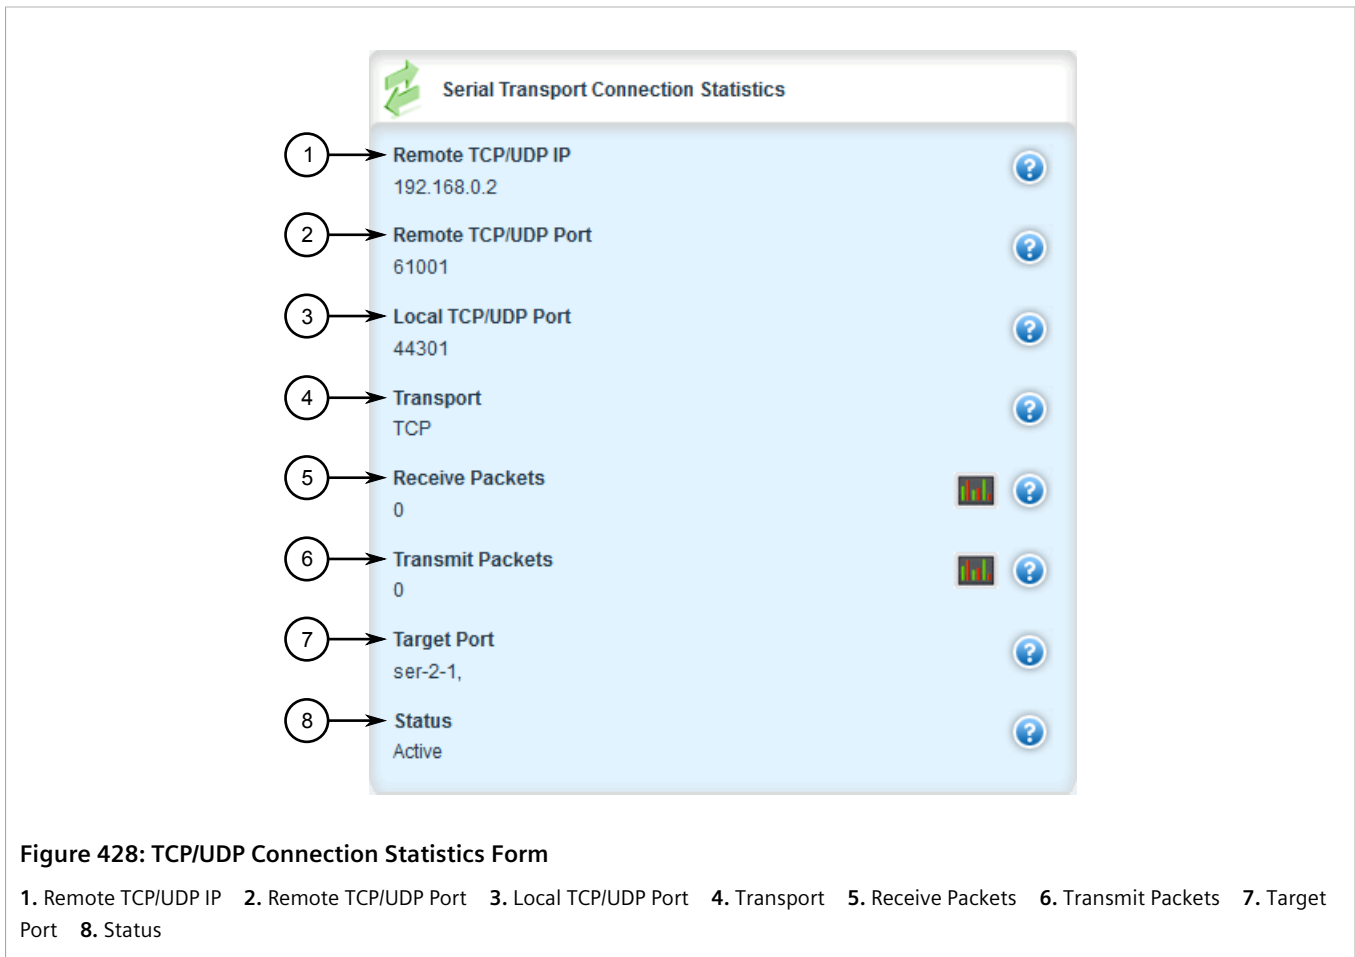 Serial Transport Connection Statistics
1 Remote TCP/UDP IP
192.168.0.2
2 Remote TCP/UDP Port
61001
3 Local TCP/UDP Port
44301
4 Transport
TCP
5 Receive Packets
0
6 Transmit Packets
0
7 Target Port
ser-2-1,
8 Status
Active
Figure 428: TCP/UDP Connection Statistics Form
1. Remote TCP/UDP IP 2. Remote TCP/UDP Port 3. Local TCP/UDP Port 4. Transport 5. Receive Packets 6. Transmit Packets 7. Target
Port 8. Status